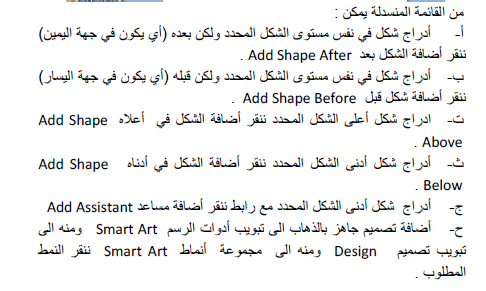 من القائمة المنسدلة يمكن :
أ- أدراج شكل في نفس مستوى الشكل المحدد ولكن بعده (أي يكون في جهة اليمين)
ننقر أضافة الشكل بعد Add Shape After .
ب- أدراج شكل في نفس مستوى الشكل المحدد ولكن قبله (أي يكون في جهة اليسار)
ننقر أضافة شكل قبل Add Shape Before .
ت- ادراج شكل أعلى الشكل المحدد ننقر أضافة الشكل في أعلاه Add Shape
Above .
ث- أدراج شكل أدنى الشكل المحدد ننقر أضافة الشكل في أدناه Add Shape
Below .
ج- أدراج شكل أدنى الشكل المحدد مع رابط ننقر أضافة مساعد Add Assistant
ح- أضافة تصميم جاهز بالذهاب الى تبويب أدوات الرسم Smart Art ومنه الى
تبويب تصميم Design ومنه الى مجموعة أنماط Smart Art ننقر النمط
المطلوب .